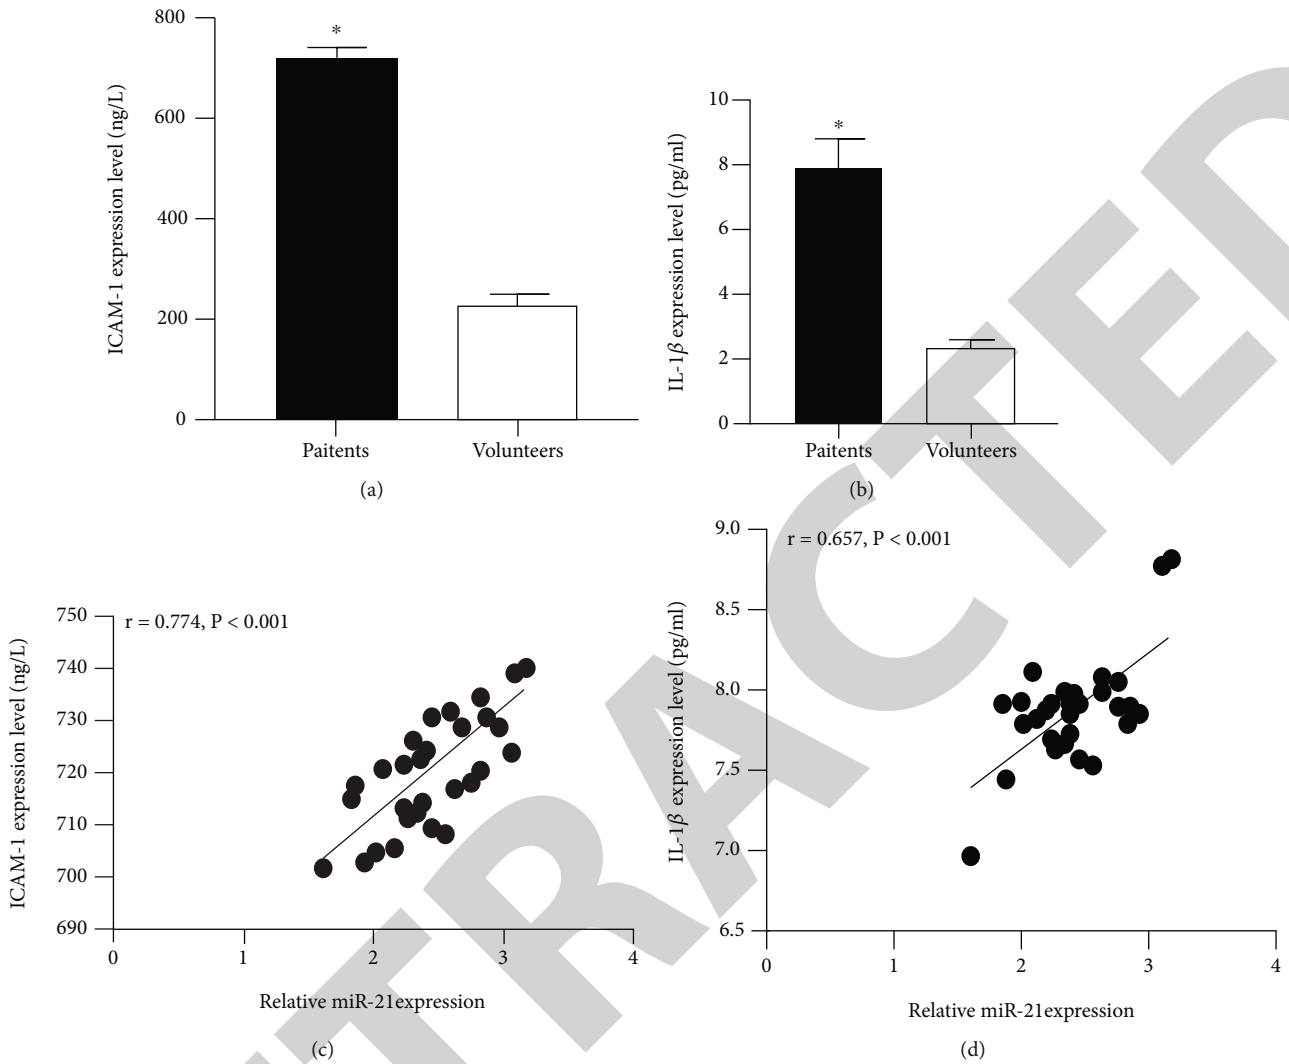 800
600
400
200
0
ICAM-1 expression level (ng/L)
*
Paitents
Volunteers
(a)
10
8
6
4
2
0
IL-1β expression level (pg/ml)
*
Paitents
Volunteers
(b)
750
740
730
720
710
700
690
ICAM-1 expression level (ng/L)
r = 0.774, P < 0.001
0 1 2 3 4
Relative miR-21expression
(c)
9.0
8.5
8.0
7.5
7.0
6.5
IL-1β expression level (pg/ml)
r = 0.657, P < 0.001
0 1 2 3 4
Relative miR-21expression
(d)
TRACTED